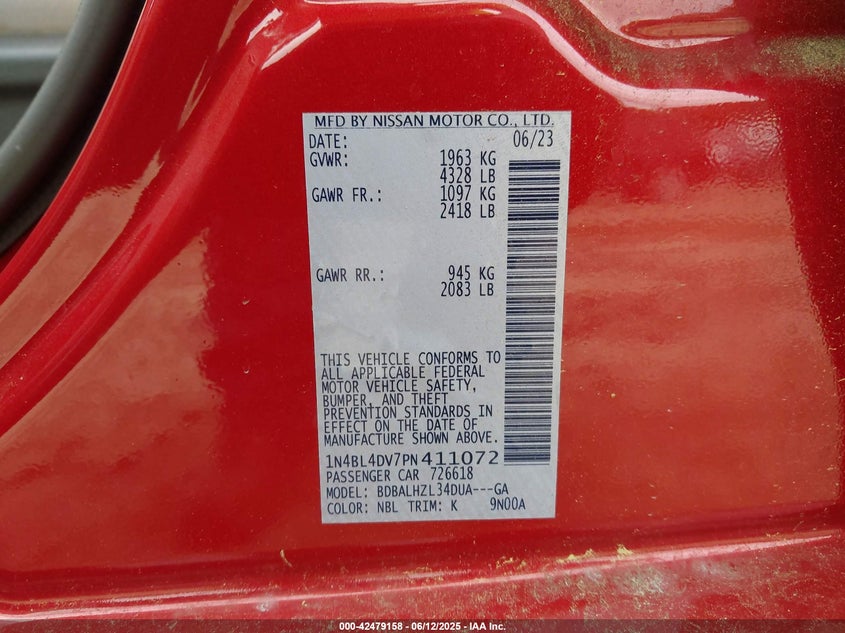 MFD BY NISSAN MOTOR CO., LTD.
DATE: 06/23
GVWR: 1963 KG
4328 LB
GAWR FR.: 1097 KG
2418 LB
GAWR RR.: 945 KG
2083 LB
THIS VEHICLE CONFORMS TO
ALL APPLICABLE FEDERAL
MOTOR VEHICLE SAFETY,
BUMPER, AND THEFT
PREVENTION STANDARDS IN
EFFECT ON THE DATE OF
MANUFACTURE SHOWN ABOVE.
1N4BL4DV7PN411072
PASSENGER CAR 726618
MODEL: BDBALHZL34DUA---GA
COLOR: NBL TRIM: K 9N00A
000-42479158 - 06/12/2025 - IAA Inc.